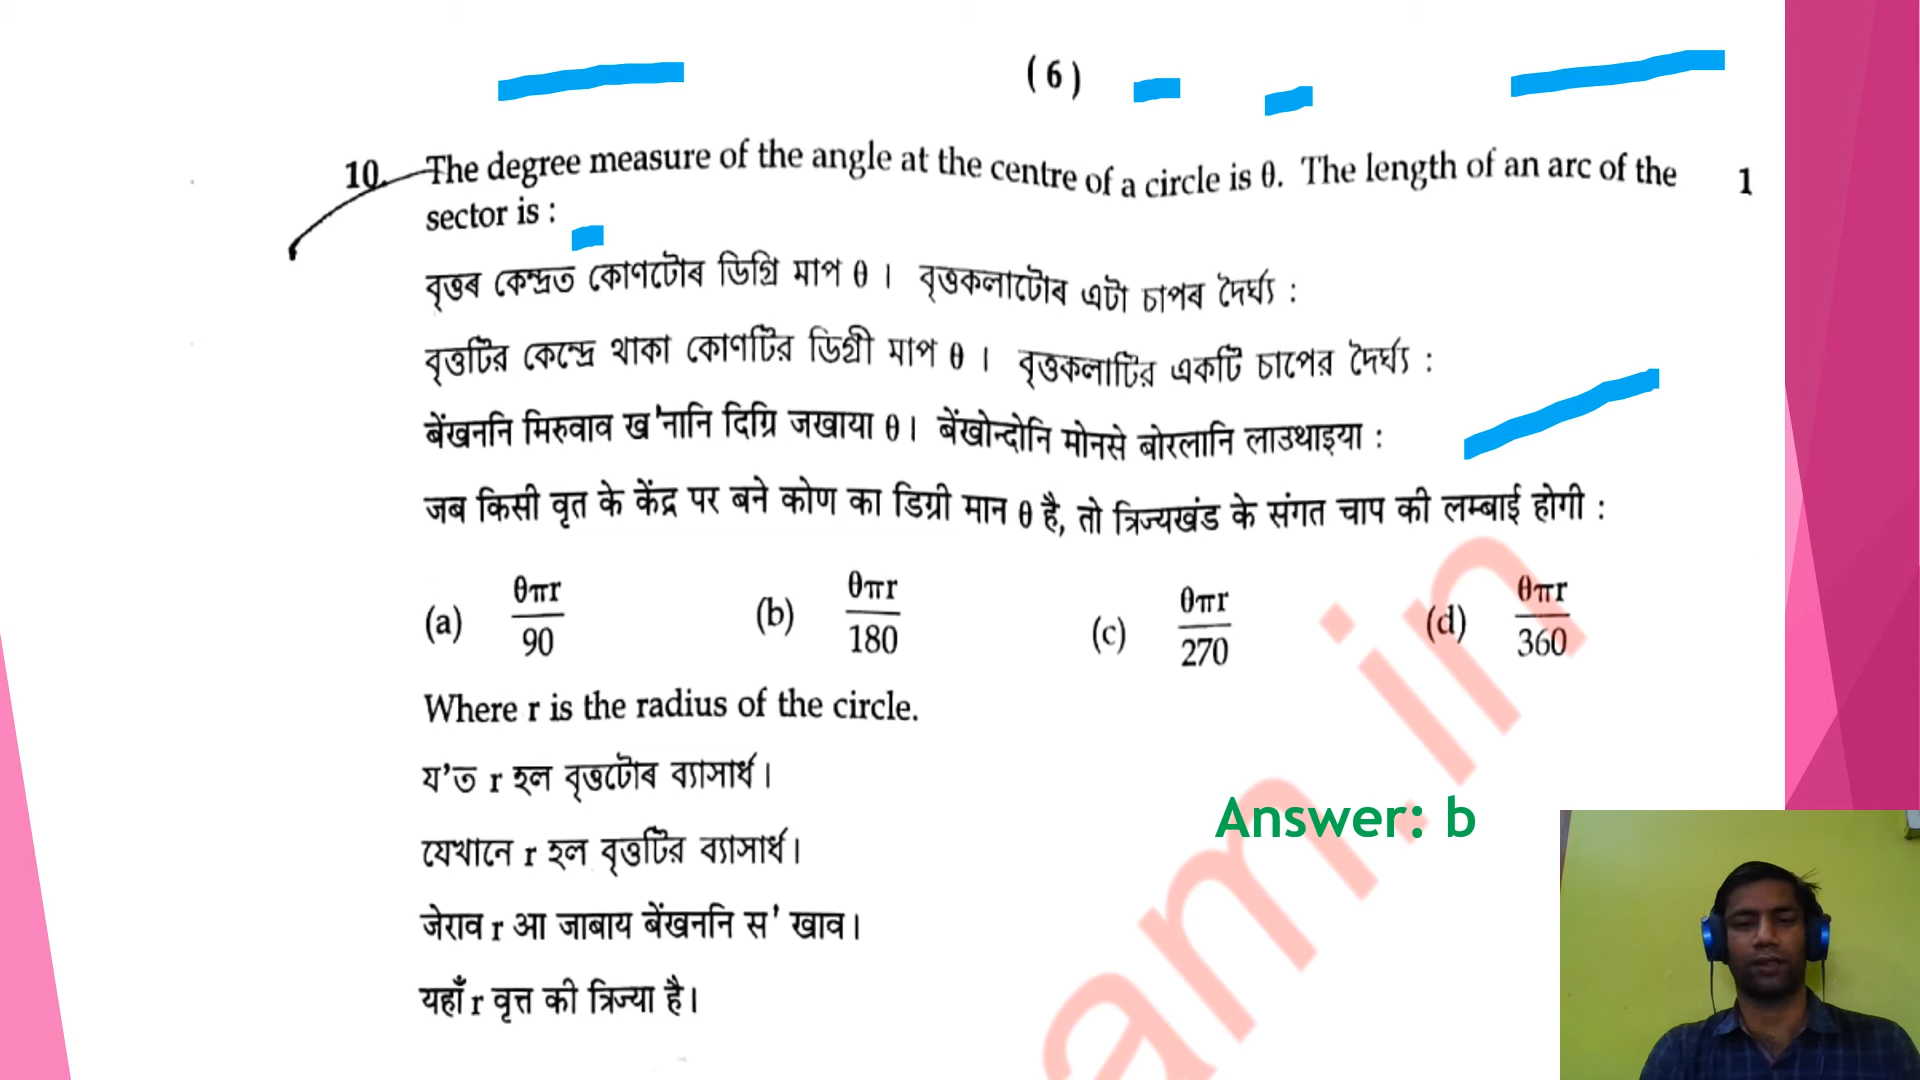 ( 6 )
10. The degree measure of the angle at the centre of a circle is θ. The length of an arc of the 1
sector is :
বৃত্তৰ কেন্দ্ৰত কোণটোৰ ডিগ্ৰি মাপ θ । বৃত্তকলাটোৰ এটা চাপৰ দৈৰ্ঘ্য :
বৃত্তটির কেন্দ্রে থাকা কোণটির ডিগ্রী মাপ θ । বৃত্তকলাটির একটি চাপের দৈর্ঘ্য :
बेंखननि मिरुवाव ख'नानि दिग्रि जखाया θ। बेंखोन्दोनि मोनसे बोरलानि लाउथाइया :
जब किसी वृत के केंद्र पर बने कोण का डिग्री मान θ है, तो त्रिज्यखंड के संगत चाप की लम्बाई होगी :
(a) θπr/90 (b) θπr/180 (c) θπr/270 (d) θπr/360
Where r is the radius of the circle.
য'ত r হল বৃত্তটোৰ ব্যাসাৰ্ধ।
যেখানে r হল বৃত্তটির ব্যাসার্ধ।
जेराव r आ जाबाय बेंखननि स' खाव।
यहाँ r वृत्त की त्रिज्या है।
Answer: b
am.in